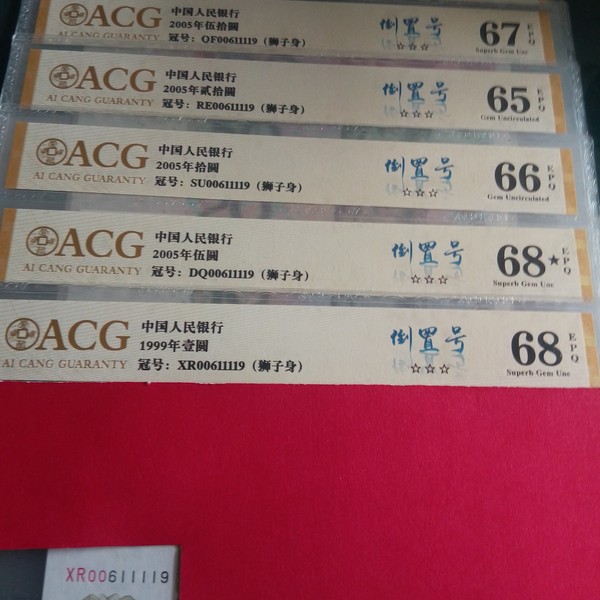 ACG
AI CANG GUARANTY
中国人民银行
2005年伍拾圆
冠号：QF00611119（狮子身）
倒置号
☆☆☆
67 EPQ
Superb Gem Unc
ACG
AI CANG GUARANTY
中国人民银行
2005年贰拾圆
冠号：RE00611119（狮子身）
倒置号
☆☆☆
65 EPQ
Gem Uncirculated
ACG
AI CANG GUARANTY
中国人民银行
2005年拾圆
冠号：SU00611119（狮子身）
倒置号
☆☆☆
66 EPQ
Gem Uncirculated
ACG
AI CANG GUARANTY
中国人民银行
2005年伍圆
冠号：DQ00611119（狮子身）
倒置号
☆☆☆
68★ EPQ
Superb Gem Unc
ACG
AI CANG GUARANTY
中国人民银行
1999年壹圆
冠号：XR00611119（狮子身）
倒置号
☆☆☆
68 EPQ
Superb Gem Unc
XR00611119